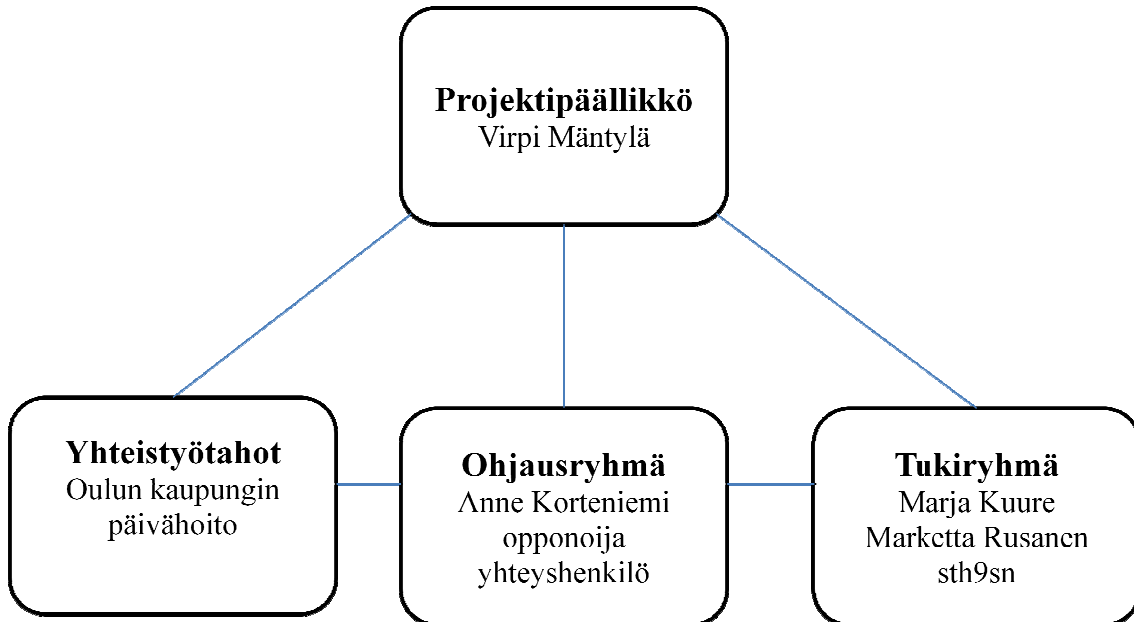 Projektipäällikkö
Virpi Mäntylä
Yhteistyötahot
Oulun kaupungin
päivähoito
Ohjausryhmä
Anne Korteniemi
opponoija
yhteyshenkilö
Tukiryhmä
Marja Kuure
Marketta Rusanen
sth9sn